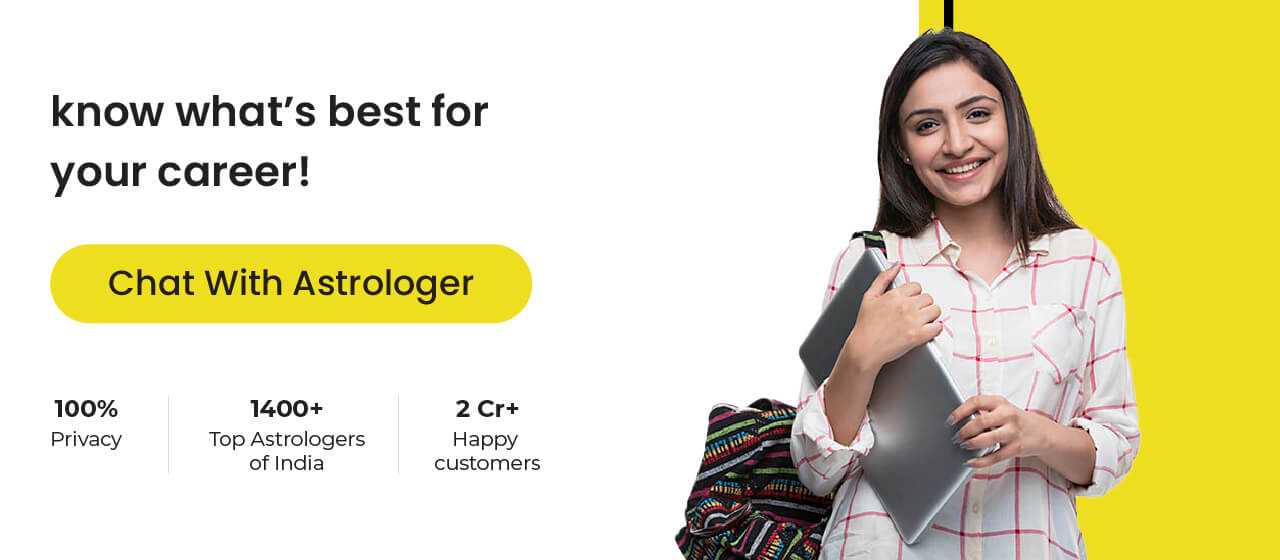 know what's best for
your career!
Chat With Astrologer
100%
Privacy
1400+
Top Astrologers
of India
2 Cr+
Happy
customers